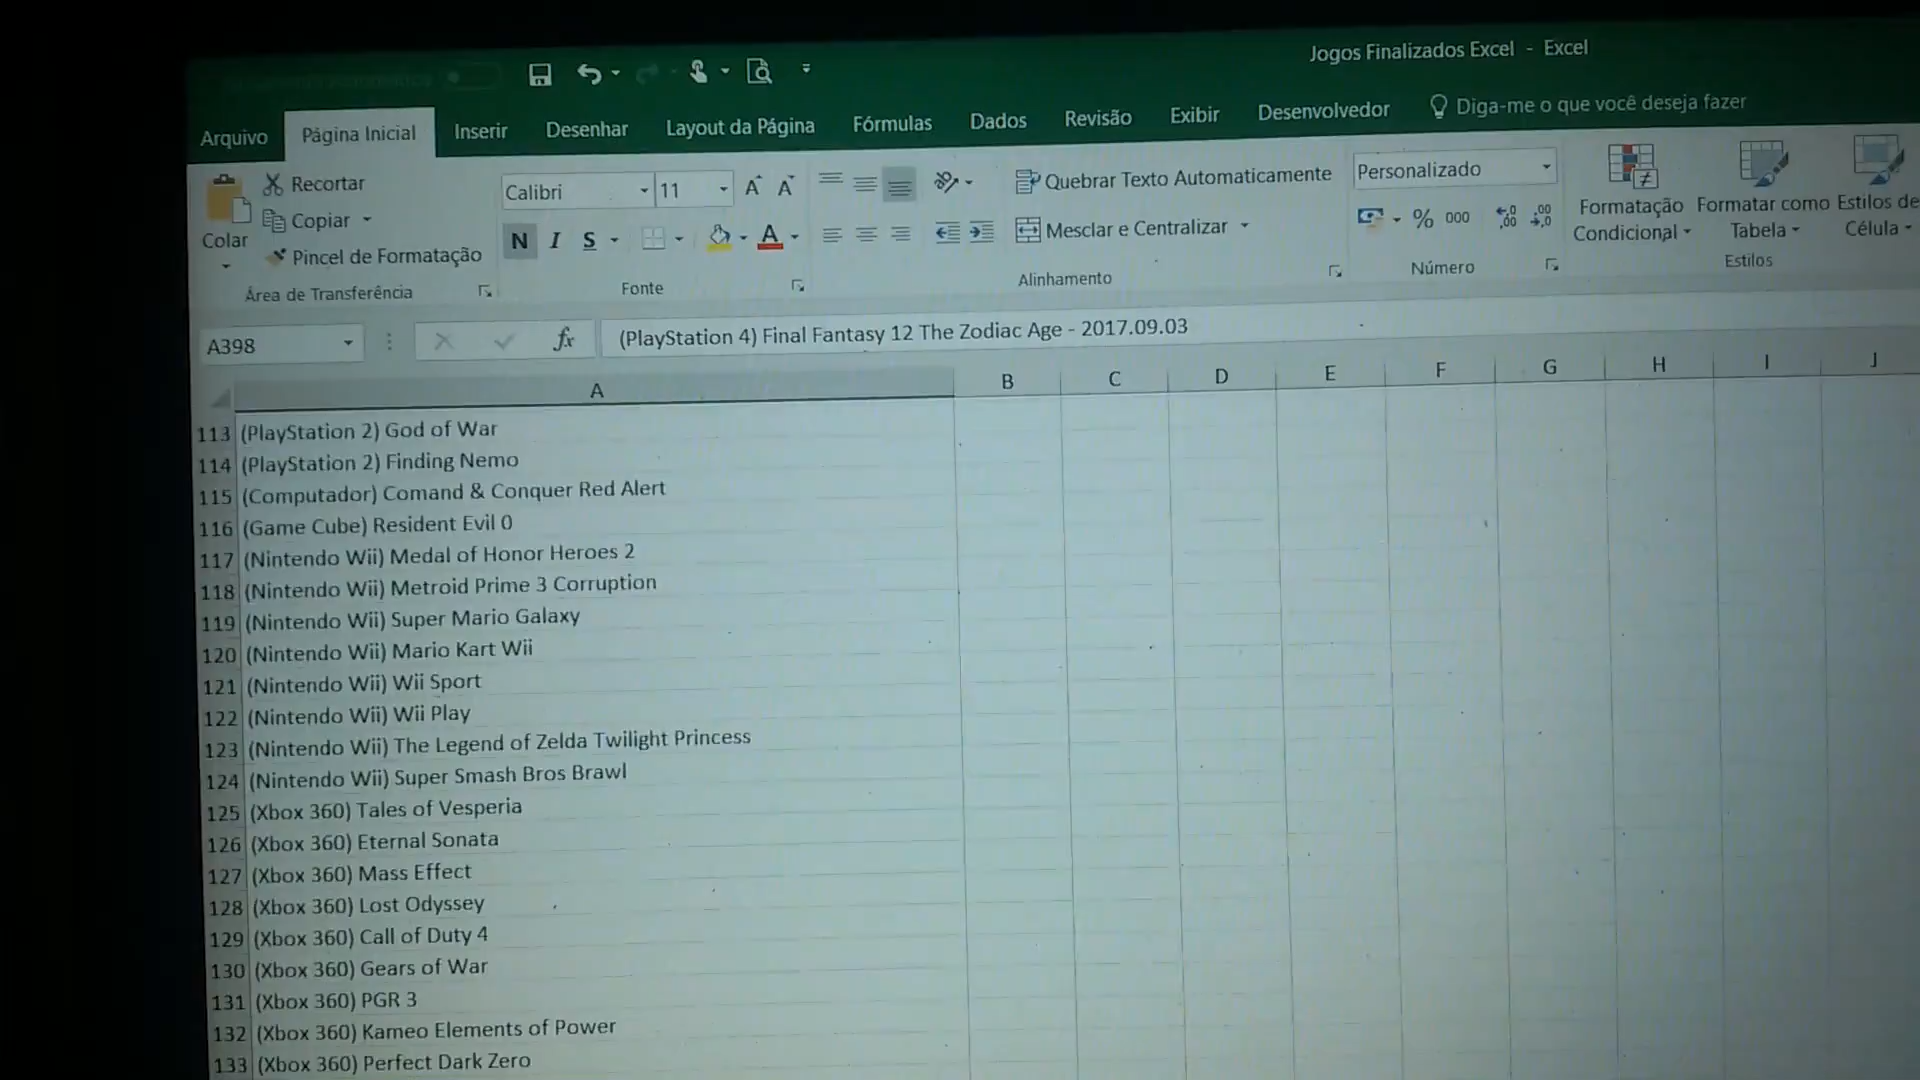 Jogos Finalizados Excel - Excel
Arquivo Página Inicial Inserir Desenhar Layout da Página Fórmulas Dados Revisão Exibir Desenvolvedor Diga-me o que você deseja fazer
Colar
Recortar
Copiar
Pincel de Formatação
Área de Transferência
Calibri 11
N I S
Fonte
Quebrar Texto Automaticamente
Mesclar e Centralizar
Alinhamento
Personalizado
% 000
Número
Formatação Condicional
Formatar como Tabela
Estilos de Célula
Estilos
A398 fx (PlayStation 4) Final Fantasy 12 The Zodiac Age - 2017.09.03
A B C D E F G H I J
113 (PlayStation 2) God of War
114 (PlayStation 2) Finding Nemo
115 (Computador) Comand & Conquer Red Alert
116 (Game Cube) Resident Evil 0
117 (Nintendo Wii) Medal of Honor Heroes 2
118 (Nintendo Wii) Metroid Prime 3 Corruption
119 (Nintendo Wii) Super Mario Galaxy
120 (Nintendo Wii) Mario Kart Wii
121 (Nintendo Wii) Wii Sport
122 (Nintendo Wii) Wii Play
123 (Nintendo Wii) The Legend of Zelda Twilight Princess
124 (Nintendo Wii) Super Smash Bros Brawl
125 (Xbox 360) Tales of Vesperia
126 (Xbox 360) Eternal Sonata
127 (Xbox 360) Mass Effect
128 (Xbox 360) Lost Odyssey
129 (Xbox 360) Call of Duty 4
130 (Xbox 360) Gears of War
131 (Xbox 360) PGR 3
132 (Xbox 360) Kameo Elements of Power
133 (Xbox 360) Perfect Dark Zero